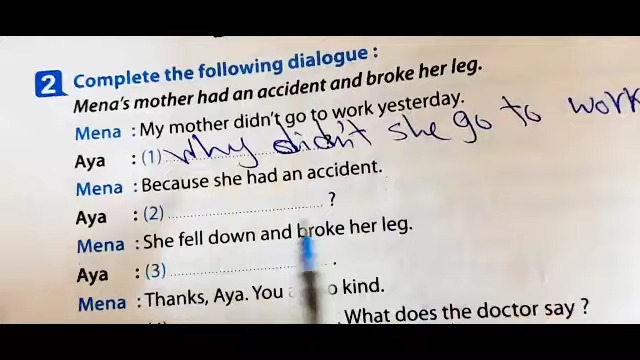 2 Complete the following dialogue :
Mena's mother had an accident and broke her leg.
Mena : My mother didn't go to work yesterday.
Aya : (1) why didn't she go to work
Mena : Because she had an accident.
Aya : (2) .............................. ?
Mena : She fell down and broke her leg.
Aya : (3) .............................. .
Mena : Thanks, Aya. You kind.
What does the doctor say ?